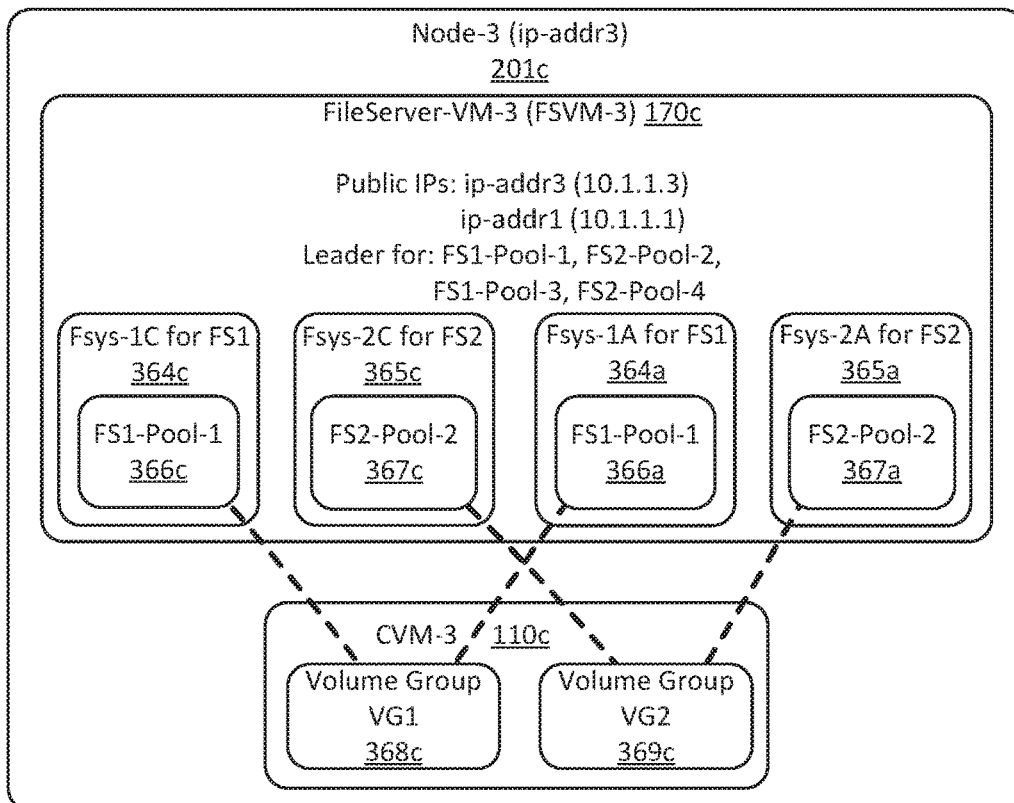 Node-3 (ip-addr3)
201c
FileServer-VM-3 (FSVM-3) 170c
Public IPs: ip-addr3 (10.1.1.3)
ip-addr1 (10.1.1.1)
Leader for: FS1-Pool-1, FS2-Pool-2,
FS1-Pool-3, FS2-Pool-4
Fsys-1C for FS1
364c
FS1-Pool-1
366c
Fsys-2C for FS2
365c
FS2-Pool-2
367c
Fsys-1A for FS1
364a
FS1-Pool-1
366a
Fsys-2A for FS2
365a
FS2-Pool-2
367a
CVM-3 110c
Volume Group
VG1
368c
Volume Group
VG2
369c